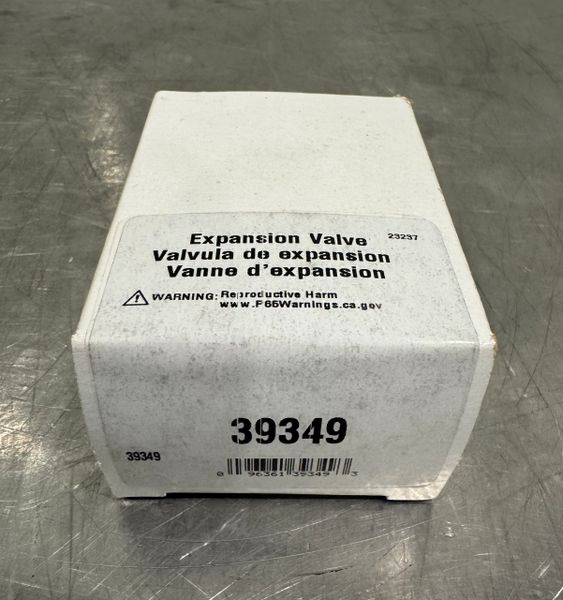 Expansion Valve
23237
Valvula de expansion
Vanne d'expansion
WARNING: Reproductive Harm
www.P65Warnings.ca.gov
39349
39349
0 96361 39349 3